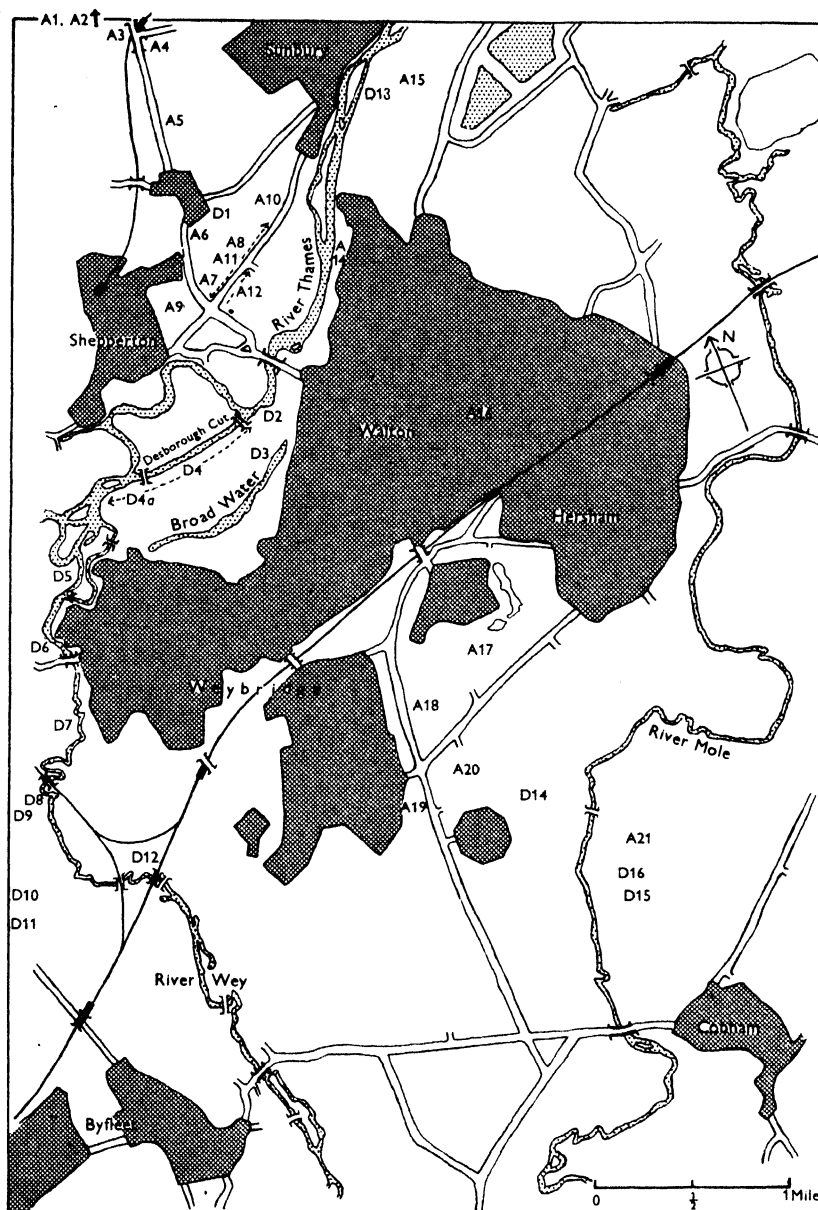 A1, A2
A3
A4
Sunbury
D13
A15
A5
D1
A10
A6
A8
A11
A7
A12
A14
River Thames
A9
Shepperton
N
D2
Desborough Cut
Walton
D3
D4
D4a
Broad Water
Hersham
D5
D6
A17
Weybridge
D7
A18
River Mole
A20
D8
D9
A19
D14
A21
D12
D16
D10
D15
D11
River Wey
Cobham
Byfleet
0 ½ 1 Mile